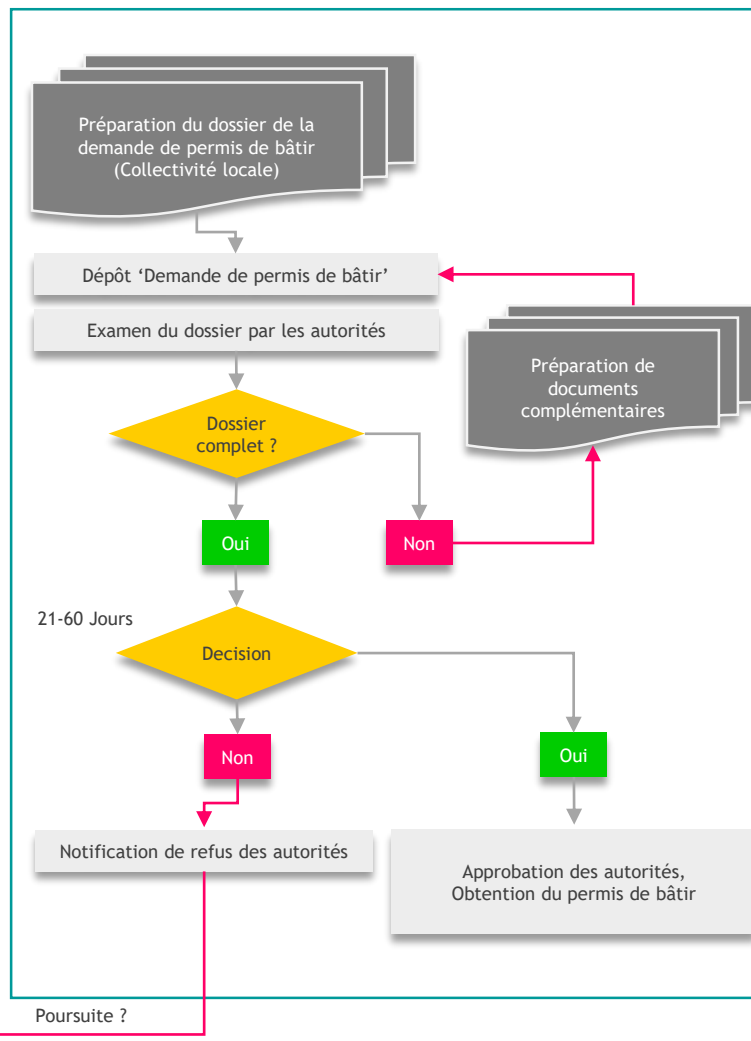 Préparation du dossier de la
demande de permis de bâtir
(Collectivité locale)
Dépôt ‘Demande de permis de bâtir’
Examen du dossier par les autorités
Préparation de
documents
complémentaires
Dossier
complet ?
Oui
Non
21-60 Jours
Decision
Non
Oui
Notification de refus des autorités
Approbation des autorités,
Obtention du permis de bâtir
Poursuite ?